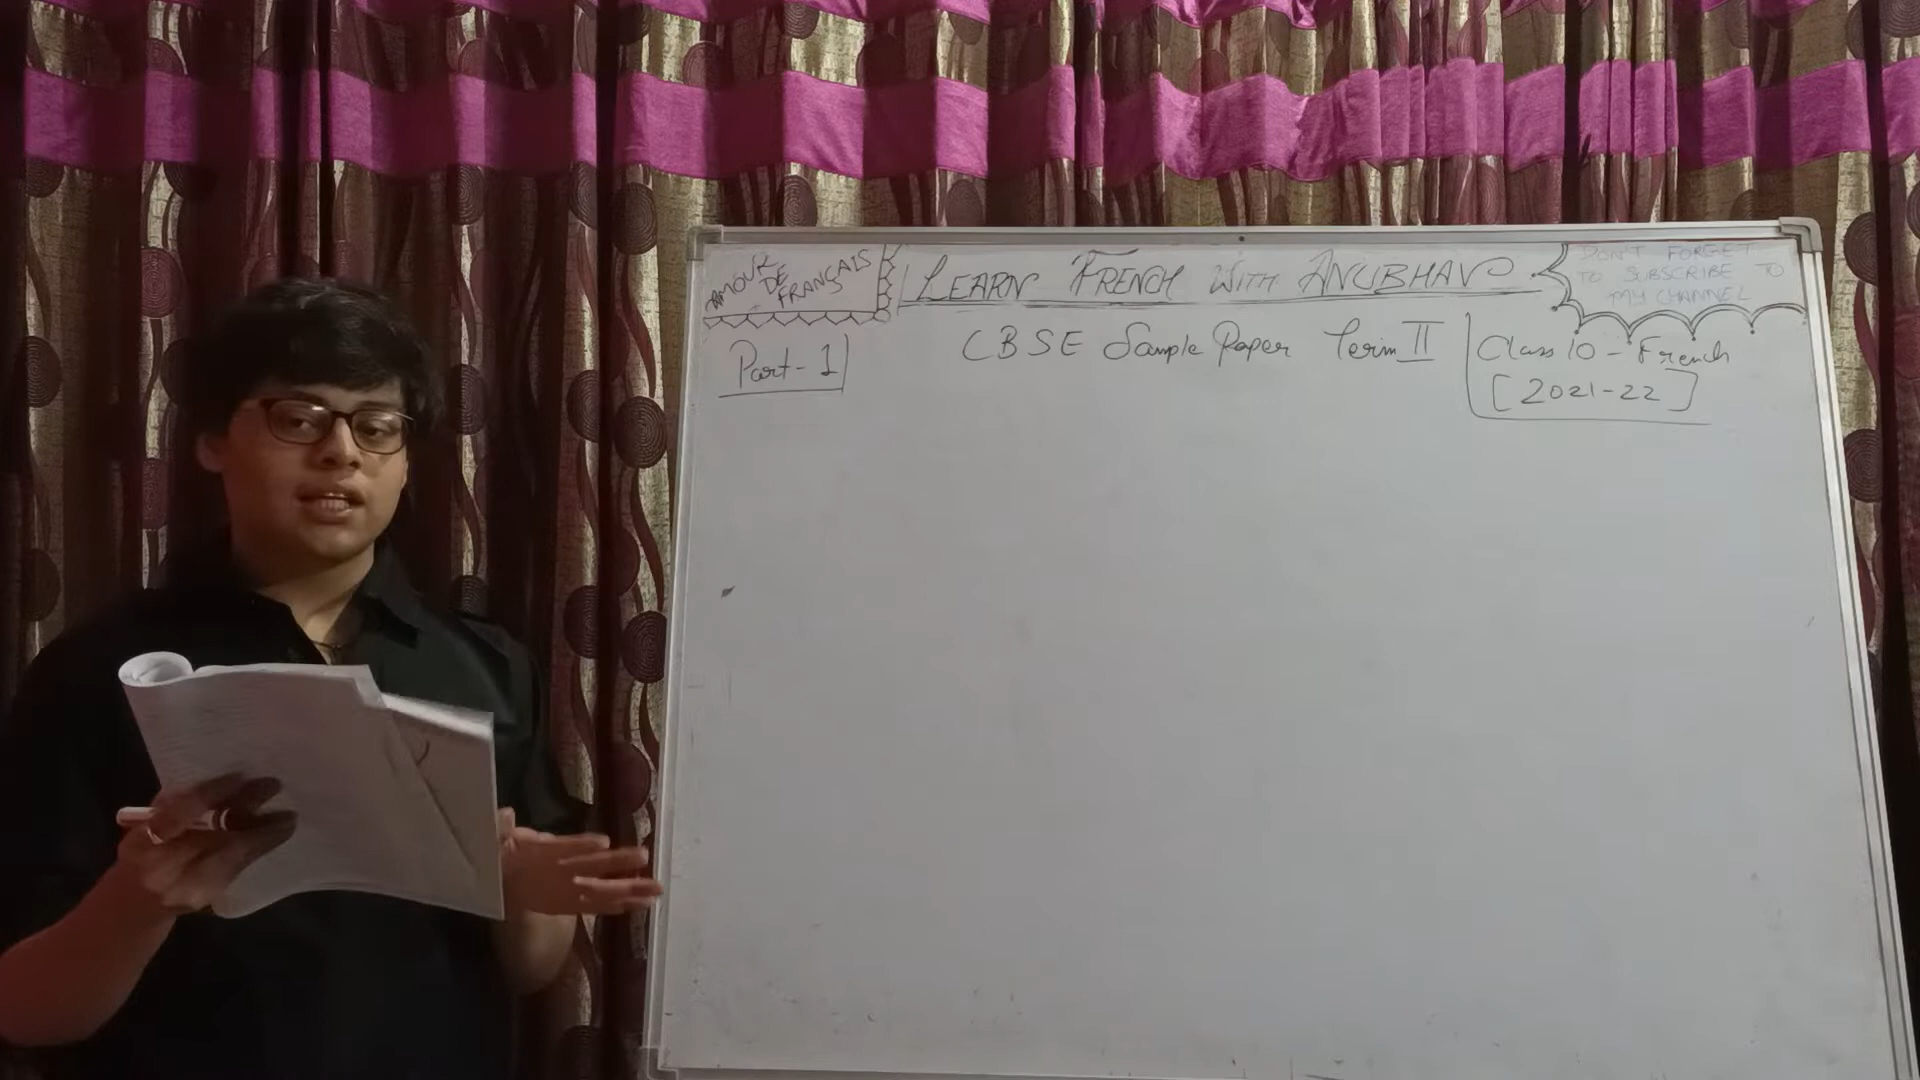 AMOUR
DE
FRANÇAIS
LEARN FRENCH WITH ANUBHAV
DON'T FORGET
TO SUBSCRIBE TO
MY CHANNEL
Part-1
CBSE Sample Paper Term II
Class 10 - French
[2021-22]